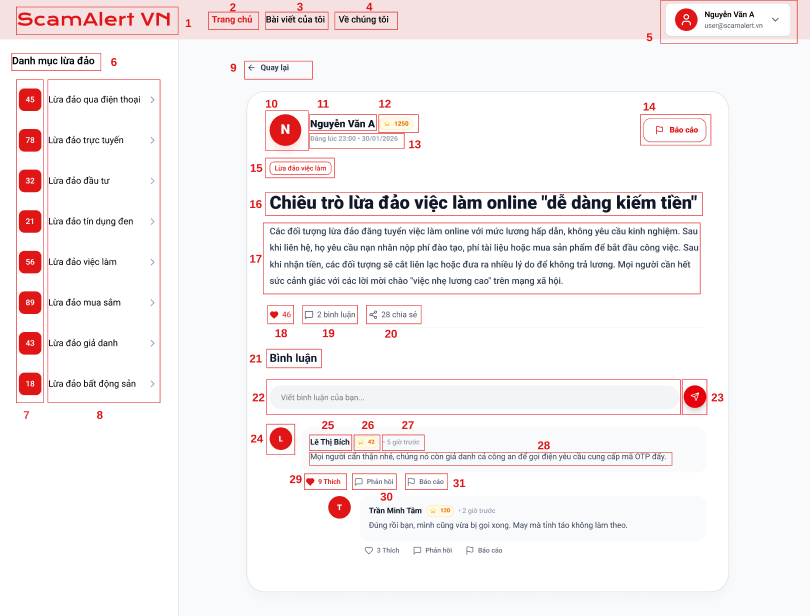 ScamAlert VN
1
2
Trang chủ
3
Bài viết của tôi
4
Về chúng tôi
5
Nguyễn Văn A
user@scamalert.vn
Danh mục lừa đảo
6
45 Lừa đảo qua điện thoại
78 Lừa đảo trực tuyến
32 Lừa đảo đầu tư
21 Lừa đảo tín dụng đen
56 Lừa đảo việc làm
89 Lừa đảo mua sắm
43 Lừa đảo giả danh
18 Lừa đảo bất động sản
7
8
9
Quay lại
10
11
12
N
Nguyễn Văn A
1250
Đăng lúc 23:00 • 30/01/2026
13
14
Báo cáo
15
Lừa đảo việc làm
16
Chiêu trò lừa đảo việc làm online "dễ dàng kiếm tiền"
17
Các đối tượng lừa đảo đăng tuyển việc làm online với mức lương hấp dẫn, không yêu cầu kinh nghiệm. Sau
khi liên hệ, họ yêu cầu nạn nhân nộp phí đào tạo, phí tài liệu hoặc mua sản phẩm để bắt đầu công việc. Sau
khi nhận tiền, các đối tượng sẽ cắt liên lạc hoặc đưa ra nhiều lý do để không trả lương. Mọi người cần hết
sức cảnh giác với các lời mời chào "việc nhẹ lương cao" trên mạng xã hội.
46
2 bình luận
28 chia sẻ
18
19
20
21
Bình luận
22
Viết bình luận của bạn...
23
24
L
25
26
27
Lê Thị Bích
42
• 5 giờ trước
28
Mọi người cẩn thận nhé, chúng nó còn giả danh cả công an để gọi điện yêu cầu cung cấp mã OTP đấy.
29
9 Thích
Phản hồi
Báo cáo
31
30
T
Trần Minh Tâm
120
• 2 giờ trước
Đúng rồi bạn, mình cũng vừa bị gọi xong. May mà tỉnh táo không làm theo.
3 Thích
Phản hồi
Báo cáo